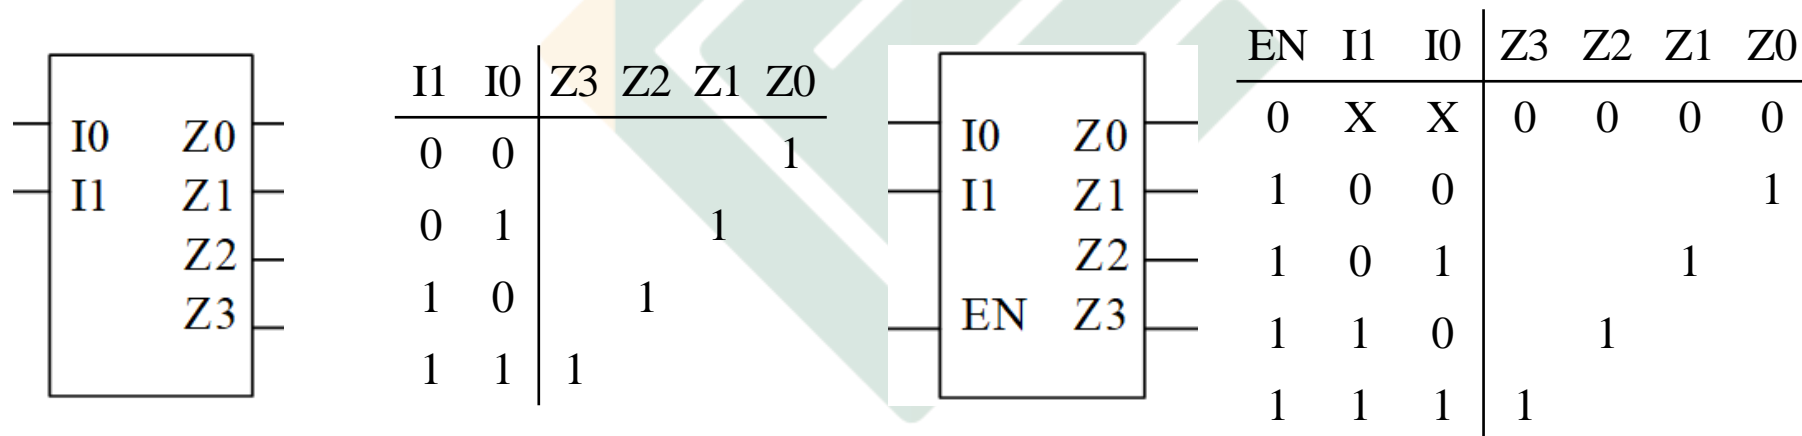 I0 Z0
I1 Z1
Z2
Z3
I1 I0 Z3 Z2 Z1 Z0
0 0 1
0 1 1
1 0 1
1 1 1
I0 Z0
I1 Z1
Z2
EN Z3
EN I1 I0 Z3 Z2 Z1 Z0
0 X X 0 0 0 0
1 0 0 1
1 0 1 1
1 1 0 1
1 1 1 1